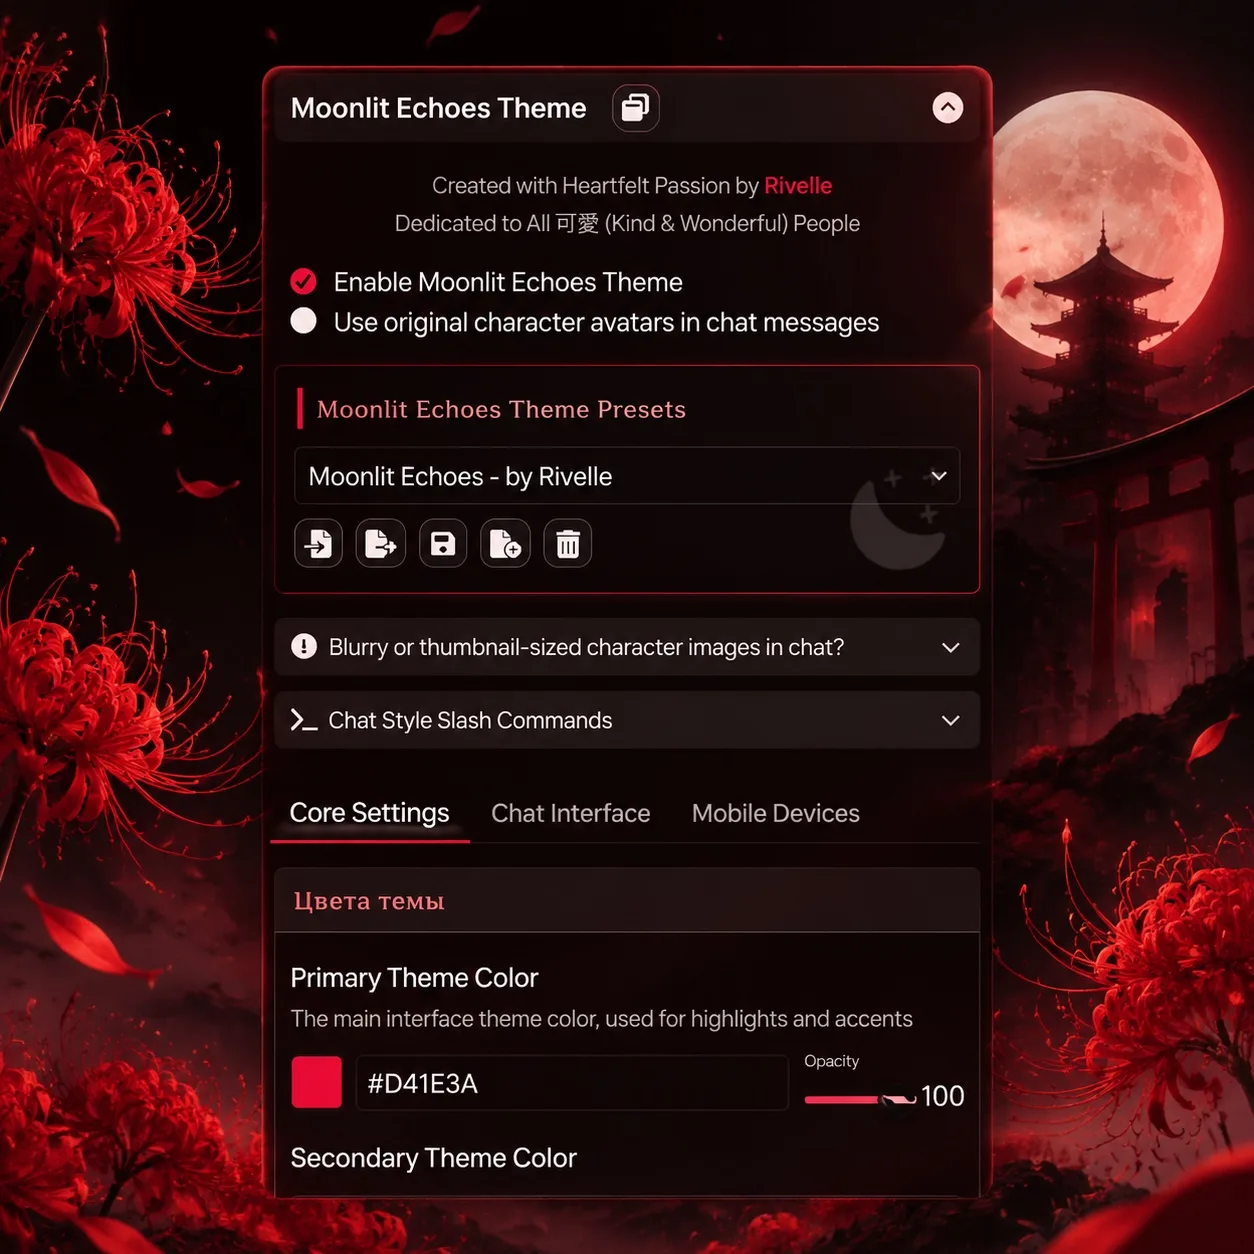 Moonlit Echoes Theme
Created with Heartfelt Passion by Rivelle
Dedicated to All 可愛 (Kind & Wonderful) People
Enable Moonlit Echoes Theme
Use original character avatars in chat messages
Moonlit Echoes Theme Presets
Moonlit Echoes - by Rivelle
Blurry or thumbnail-sized character images in chat?
Chat Style Slash Commands
Core Settings Chat Interface Mobile Devices
Цвета темы
Primary Theme Color
The main interface theme color, used for highlights and accents
Opacity
#D41E3A 100
Secondary Theme Color